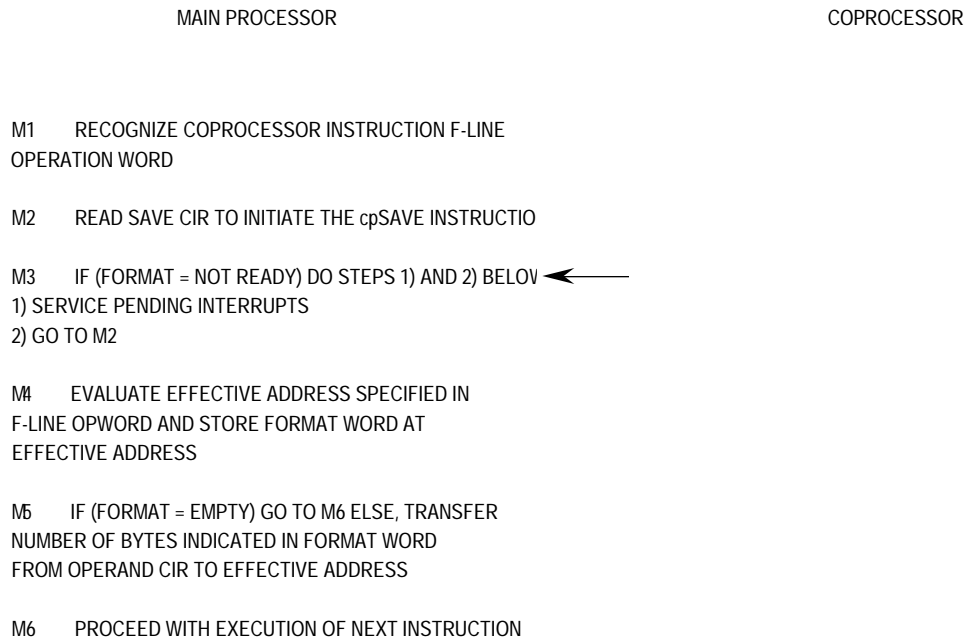 MAIN PROCESSOR COPROCESSOR
M1 RECOGNIZE COPROCESSOR INSTRUCTION F-LINE
OPERATION WORD
M2 READ SAVE CIR TO INITIATE THE cpSAVE INSTRUCTIO
M3 IF (FORMAT = NOT READY) DO STEPS 1) AND 2) BELOW
1) SERVICE PENDING INTERRUPTS
2) GO TO M2
M4 EVALUATE EFFECTIVE ADDRESS SPECIFIED IN
F-LINE OPWORD AND STORE FORMAT WORD AT
EFFECTIVE ADDRESS
M5 IF (FORMAT = EMPTY) GO TO M6 ELSE, TRANSFER
NUMBER OF BYTES INDICATED IN FORMAT WORD
FROM OPERAND CIR TO EFFECTIVE ADDRESS
M6 PROCEED WITH EXECUTION OF NEXT INSTRUCTION